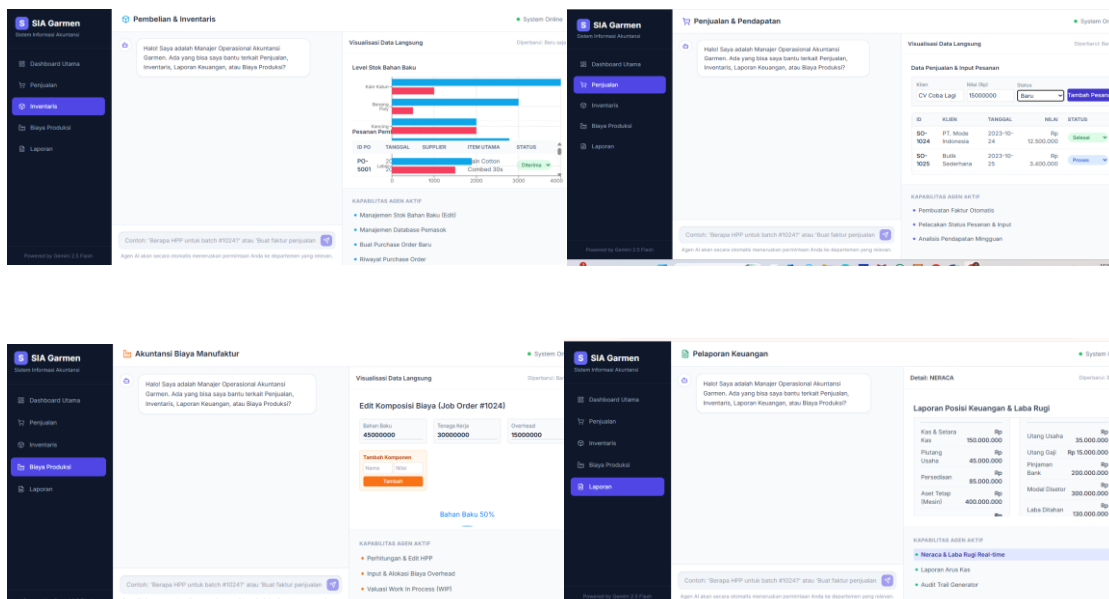 S SIA Garmen
Sistem Informasi Akuntansi
Dashboard Utama
Penjualan
Inventaris
Biaya Produksi
Laporan
Powered by Gemini 2.5 Flash
Pembelian & Inventaris
System Online
Halo! Saya adalah Manajer Operasional Akuntansi
Garmen. Ada yang bisa saya bantu terkait Penjualan,
Inventaris, Laporan Keuangan, atau Biaya Produksi?
Contoh: 'Berapa HPP untuk batch #1024?' atau 'Buat faktur penjualan
Agen AI akan secara otomatis meneruskan permintaan Anda ke departemen yang relevan.
Visualisasi Data Langsung
Diperbarui: Baru saja
Level Stok Bahan Baku
Kain Katun
Benang
Poly
Kancing
Pesanan Pem
ID PO TANGGAL SUPPLIER ITEM UTAMA STATUS
PO-
5001
Cotton
Combed 30s
Diterima
0 1000 2000 3000 4000
KAPABILITAS AGEN AKTIF
Manajemen Stok Bahan Baku (Edit)
Manajemen Database Pemasok
Buat Purchase Order Baru
Riwayat Purchase Order
S SIA Garmen
Sistem Informasi Akuntansi
Dashboard Utama
Penjualan
Inventaris
Biaya Produksi
Laporan
Powered by Gemini 2.5 Flash
Penjualan & Pendapatan
System On
Halo! Saya adalah Manajer Operasional Akuntansi
Garmen. Ada yang bisa saya bantu terkait Penjualan,
Inventaris, Laporan Keuangan, atau Biaya Produksi?
Contoh: 'Berapa HPP untuk batch #1024?' atau 'Buat faktur penjualan
Agen AI akan secara otomatis meneruskan permintaan Anda ke departemen yang relevan.
Visualisasi Data Langsung
Data Penjualan & Input Pesanan
Klien Nilai (Rp) Status
CV Coba Lagi 15000000 Baru Tambah Pesana
ID KLIEN TANGGAL NILAI STATUS
SO- PT. Mode 2023-10- Rp Selesai
1024 Indonesia 24 12.500.000
SO- Butik 2023-10- Rp Proses
1025 Sederhana 25 3.400.000
KAPABILITAS AGEN AKTIF
Pembuatan Faktur Otomatis
Pelacakan Status Pesanan & Input
Analisis Pendapatan Mingguan
S SIA Garmen
Sistem Informasi Akuntansi
Dashboard Utama
Penjualan
Inventaris
Biaya Produksi
Laporan
Akuntansi Biaya Manufaktur
System On
Halo! Saya adalah Manajer Operasional Akuntansi
Garmen. Ada yang bisa saya bantu terkait Penjualan,
Inventaris, Laporan Keuangan, atau Biaya Produksi?
Contoh: 'Berapa HPP untuk batch #1024?' atau 'Buat faktur penjualan
Visualisasi Data Langsung
Edit Komposisi Biaya (Job Order #1024)
Bahan Baku Tenaga Kerja Overhead
45000000 30000000 15000000
Tambah Komponen
Nama Nilai
Tambah
Bahan Baku 50%
KAPABILITAS AGEN AKTIF
Perhitungan & Edit HPP
Input & Alokasi Biaya Overhead
Valuasi Work In Process (WIP)
S SIA Garmen
Sistem Informasi Akuntansi
Dashboard Utama
Penjualan
Inventaris
Biaya Produksi
Laporan
Powered by Gemini 2.5 Flash
Pelaporan Keuangan
System
Halo! Saya adalah Manajer Operasional Akuntansi
Garmen. Ada yang bisa saya bantu terkait Penjualan,
Inventaris, Laporan Keuangan, atau Biaya Produksi?
Contoh: 'Berapa HPP untuk batch #1024?' atau 'Buat faktur penjualan
Agen AI akan secara otomatis meneruskan permintaan Anda ke departemen yang relevan.
Detail: NERACA
Laporan Posisi Keuangan & Laba Rugi
Kas & Setara Rp
Kas 150.000.000
Piutang Rp
Usaha 45.000.000
Persediaan Rp
85.000.000
Aset Tetap Rp
(Mesin) 400.000.000
Utang Usaha Rp
35.000.000
Utang Gaji Rp 15.000.000
Pinjaman Rp
Bank 200.000.000
Modal Disetor Rp
300.000.000
Laba Ditahan Rp
130.000.000
KAPABILITAS AGEN AKTIF
Neraca & Laba Rugi Real-time
Laporan Arus Kas
Audit Trail Generator